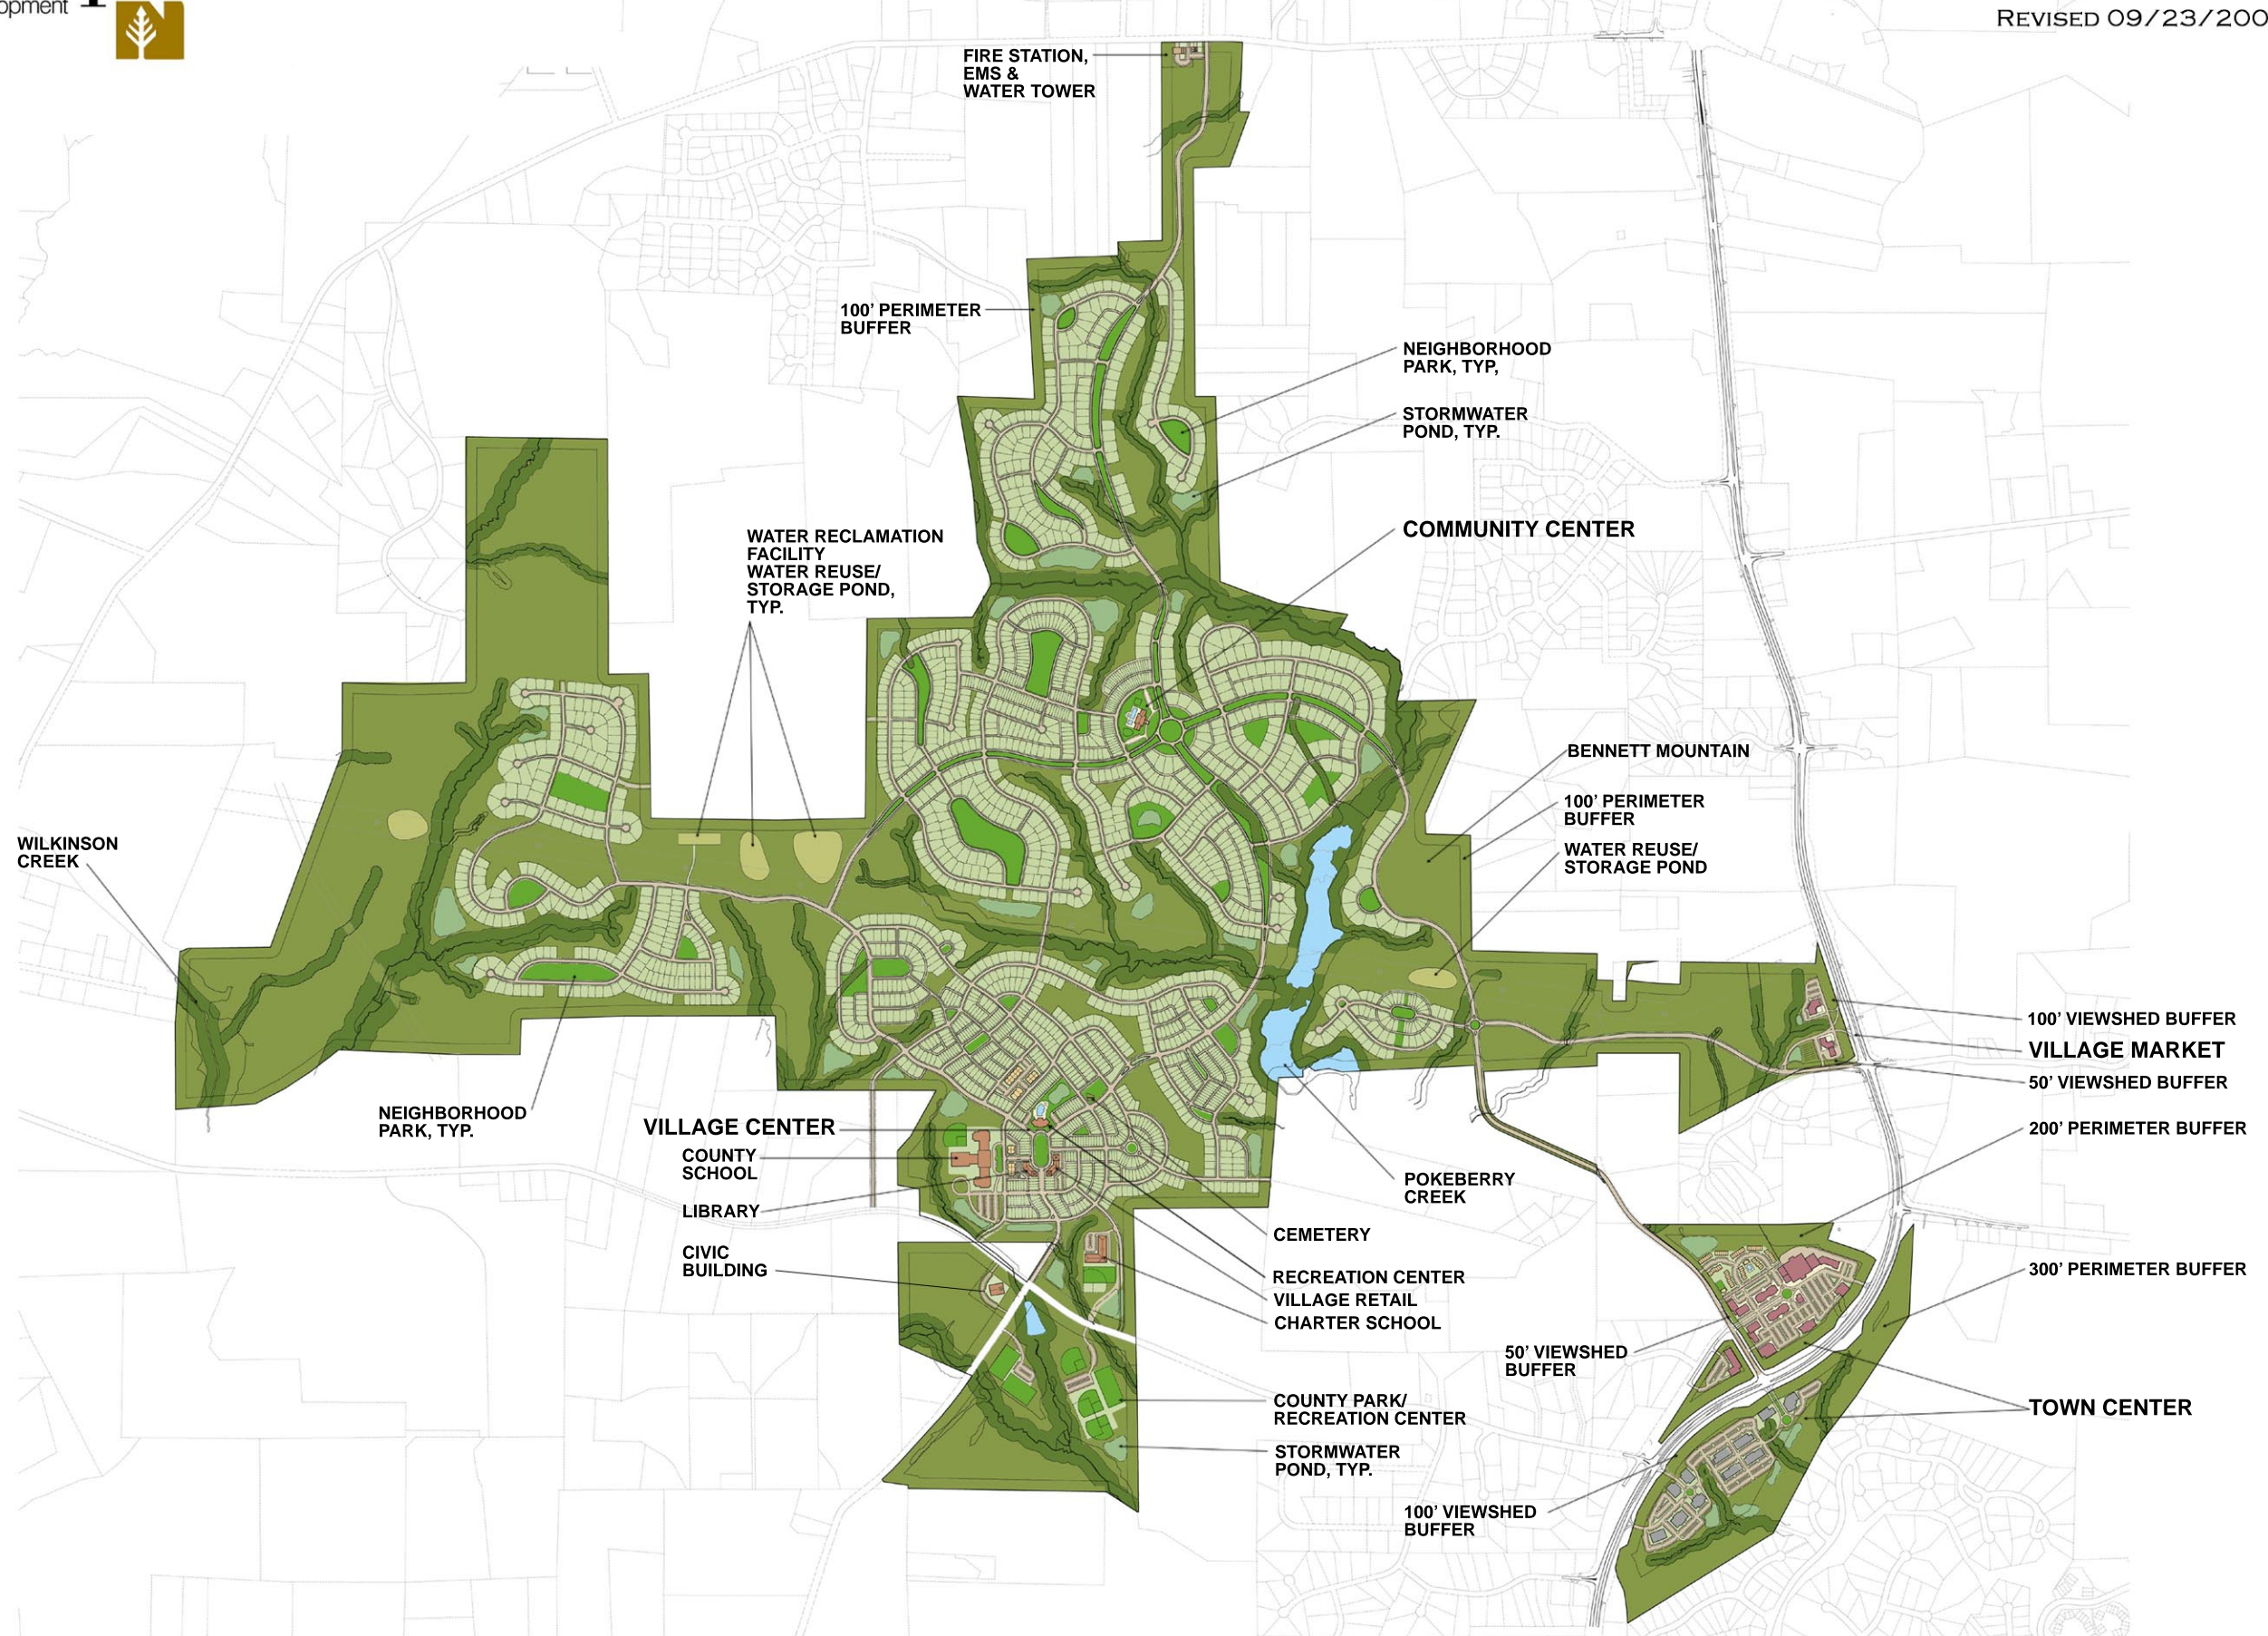 opment
REVISED 09/23/200
FIRE STATION,
EMS &
WATER TOWER
100' PERIMETER
BUFFER
NEIGHBORHOOD
PARK, TYP,
STORMWATER
POND, TYP.
COMMUNITY CENTER
WATER RECLAMATION
FACILITY
WATER REUSE/
STORAGE POND,
TYP.
BENNETT MOUNTAIN
100' PERIMETER
BUFFER
WATER REUSE/
STORAGE POND
WILKINSON
CREEK
100' VIEWSHED BUFFER
VILLAGE MARKET
50' VIEWSHED BUFFER
200' PERIMETER BUFFER
NEIGHBORHOOD
PARK, TYP.
VILLAGE CENTER
COUNTY
SCHOOL
LIBRARY
CIVIC
BUILDING
POKEBERRY
CREEK
CEMETERY
RECREATION CENTER
VILLAGE RETAIL
CHARTER SCHOOL
300' PERIMETER BUFFER
50' VIEWSHED
BUFFER
TOWN CENTER
COUNTY PARK/
RECREATION CENTER
STORMWATER
POND, TYP.
100' VIEWSHED
BUFFER